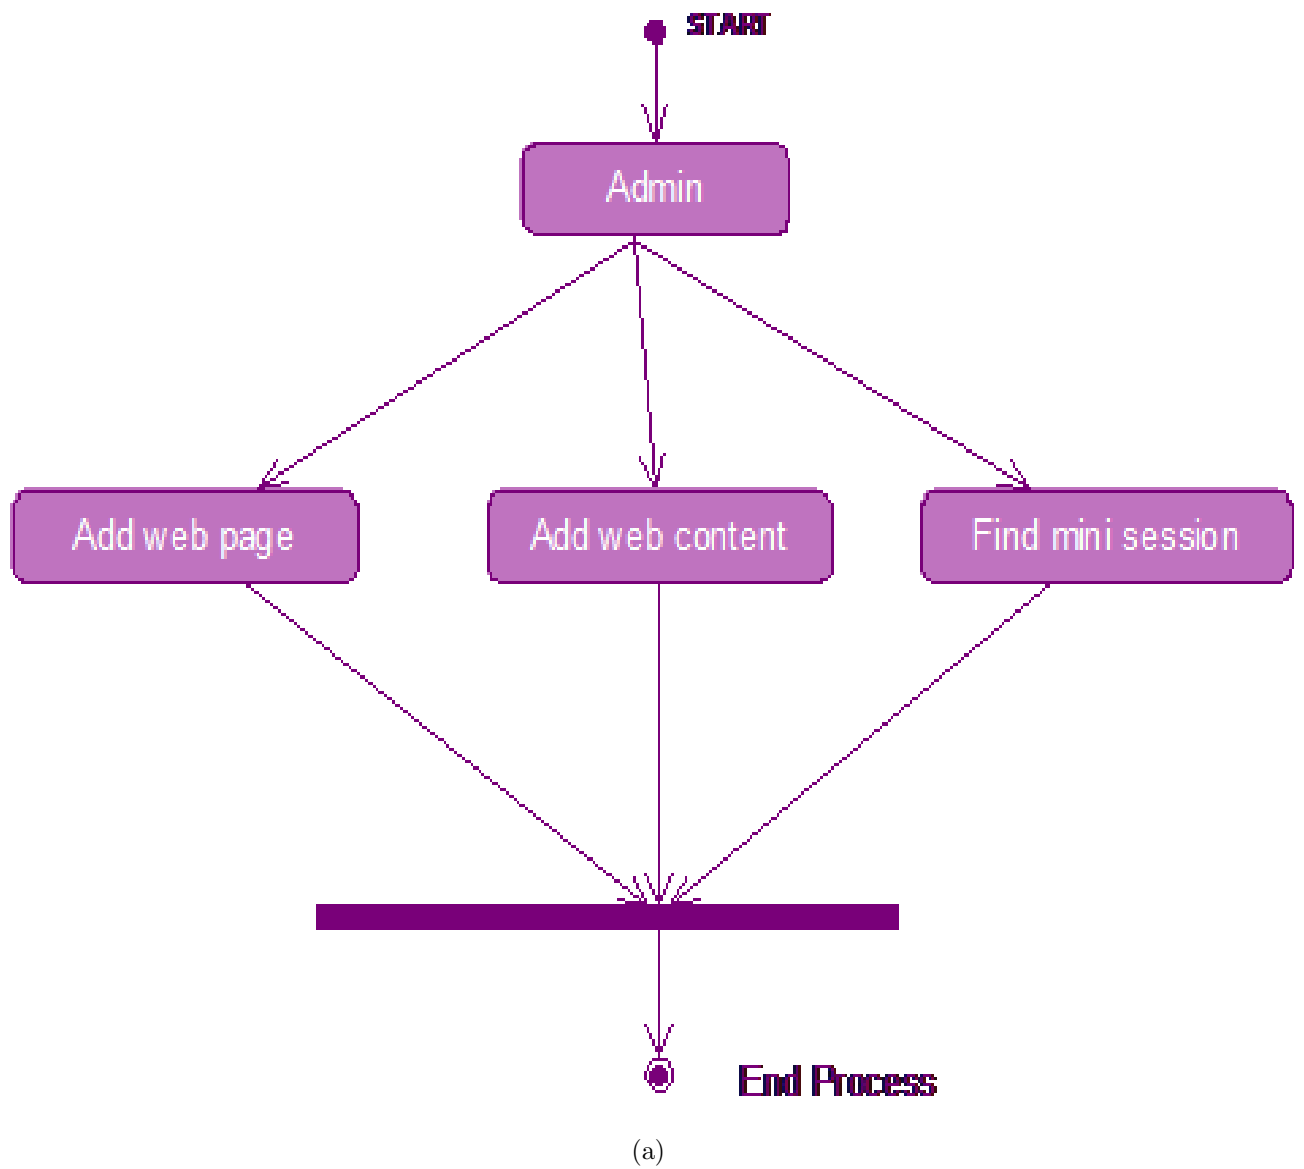 START
Admin
Add web page
Add web content
Find mini session
End Process
(a)